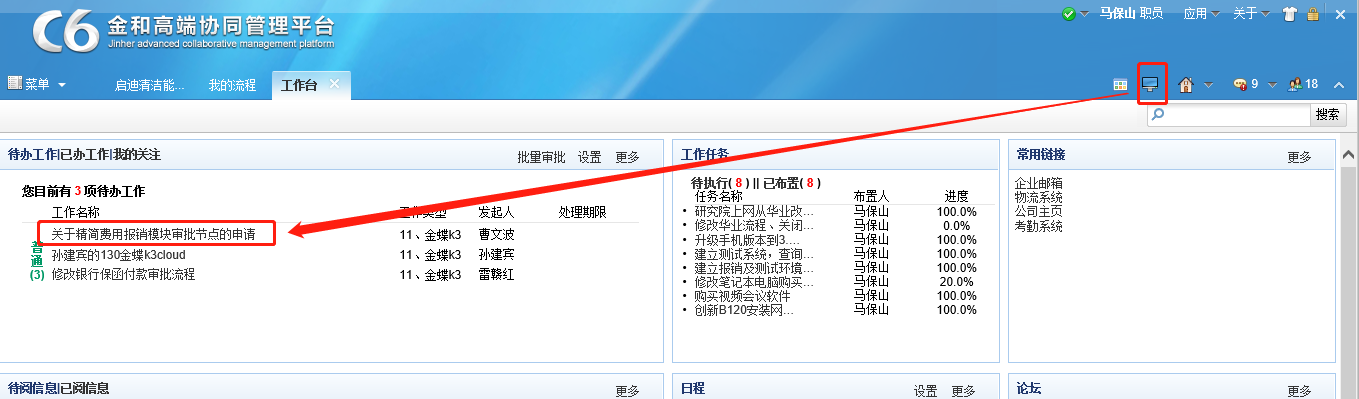 C6 金和高端协同管理平台
Jinher advanced collaborative management platform
马保山 职员 应用 关于
菜单 启迪清洁能... 我的流程 工作台 9 18
搜索
待办工作|已办工作|我的关注 批量审批 设置 更多
您目前有 3 项待办工作
工作名称 工作类型 发起人 处理期限
普通(3)
关于精简费用报销模块审批节点的申请 11、金蝶k3 曹文波
孙建宾的130金蝶k3cloud 11、金蝶k3 孙建宾
修改银行保函付款审批流程 11、金蝶k3 雷赣红
工作任务
待执行( 8 ) || 已布置( 8 )
任务名称 布置人 进度
研究院上网从华业改... 马保山 100.0%
修改华业流程、关闭... 马保山 0.0%
升级手机版本到3.... 马保山 100.0%
建立测试系统，查询... 马保山 100.0%
建立报销及测试环境... 马保山 100.0%
修改笔记本电脑购买... 马保山 20.0%
购买视频会议软件 马保山 100.0%
创新B120安装网... 马保山 100.0%
常用链接 更多
企业邮箱
物流系统
公司主页
考勤系统
待阅信息|已阅信息 更多
日程 设置 更多
论坛 更多